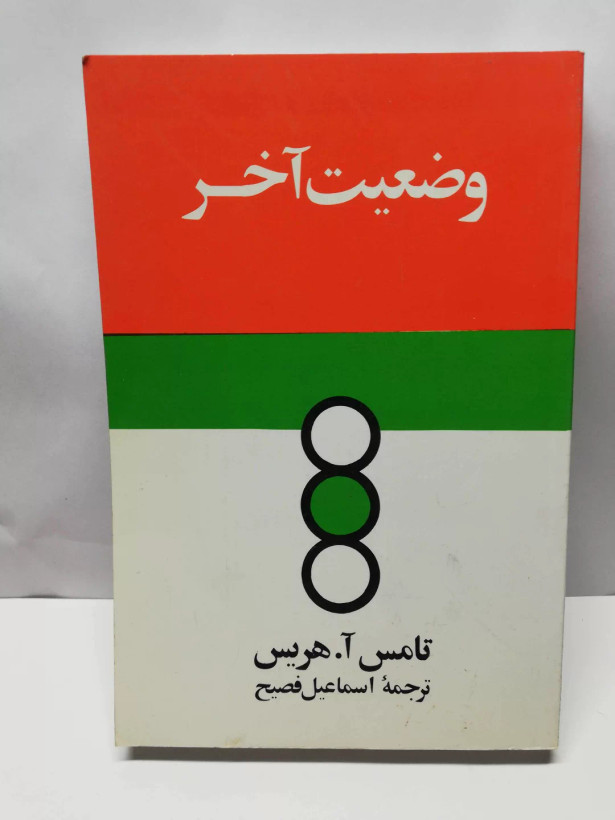 وضعیت آخر
تامس آ. هریس
ترجمهٔ اسماعیل فصیح